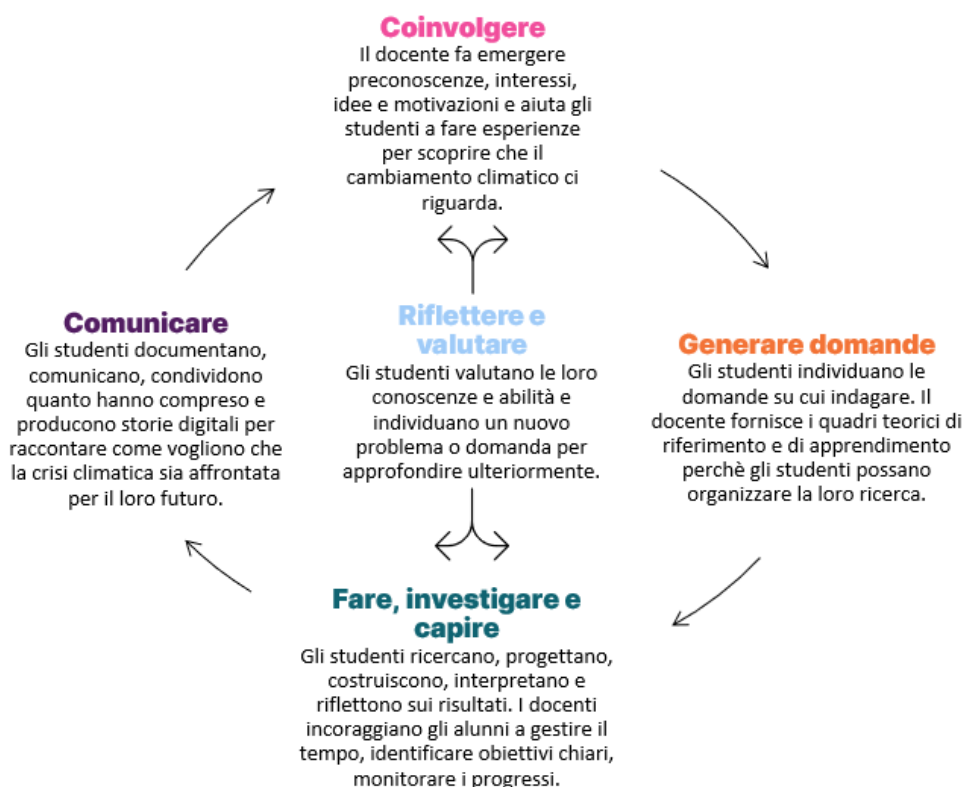 Coinvolgere
Il docente fa emergere
preconoscenze, interessi,
idee e motivazioni e aiuta gli
studenti a fare esperienze
per scoprire che il
cambiamento climatico ci
riguarda.
Comunicare
Gli studenti documentano,
comunicano, condividono
quanto hanno compreso e
producono storie digitali per
raccontare come vogliono che
la crisi climatica sia affrontata
per il loro futuro.
Riflettere e
valutare
Gli studenti valutano le loro
conoscenze e abilità e
individuano un nuovo
problema o domanda per
approfondire ulteriormente.
Generare domande
Gli studenti individuano le
domande su cui indagare. Il
docente fornisce i quadri teorici di
riferimento e di apprendimento
perchè gli studenti possano
organizzare la loro ricerca.
Fare, investigare e
capire
Gli studenti ricercano, progettano,
costruiscono, interpretano e
riflettono sui risultati. I docenti
incoraggiano gli alunni a gestire il
tempo, identificare obiettivi chiari,
monitorare i progressi.